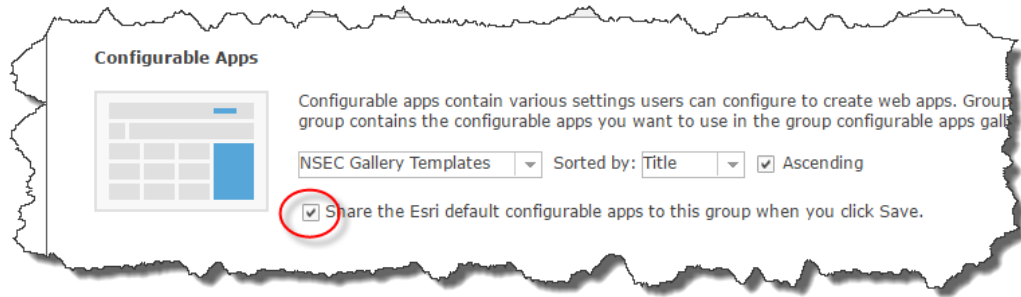 Configurable Apps
Configurable apps contain various settings users can configure to create web apps. Group
group contains the configurable apps you want to use in the group configurable apps gall
NSEC Gallery Templates Sorted by: Title Ascending
Share the Esri default configurable apps to this group when you click Save.